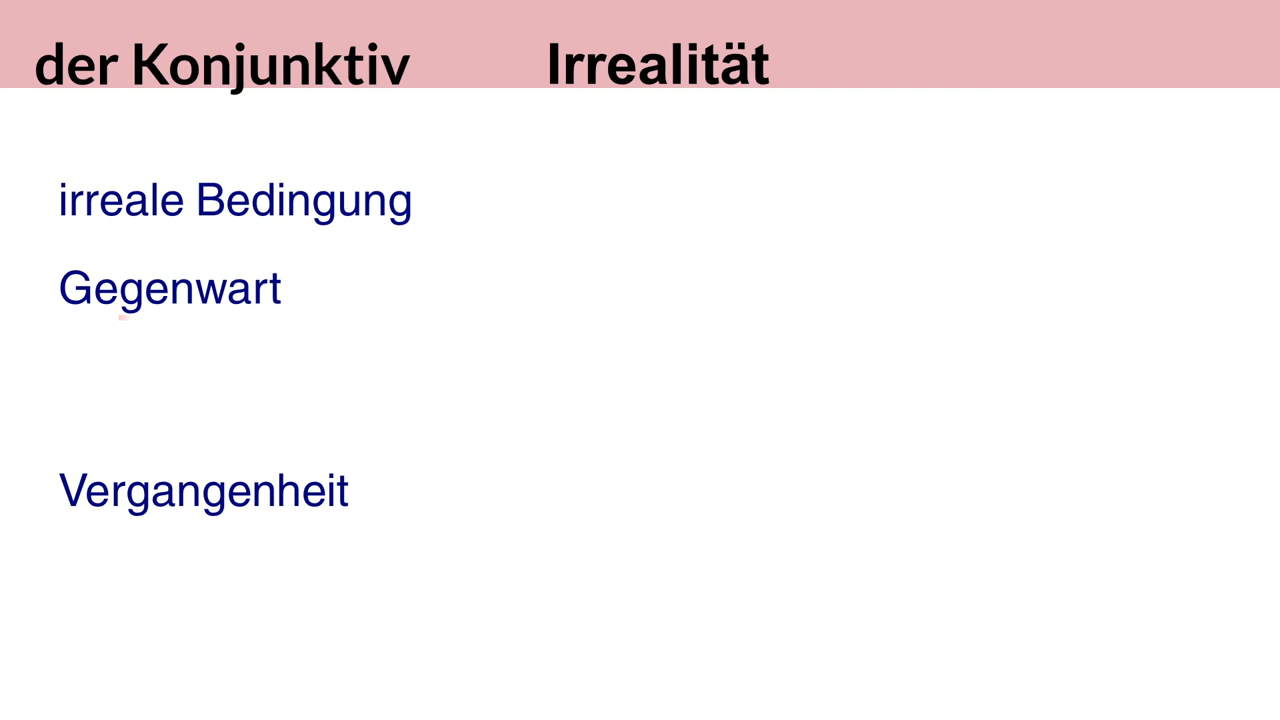 der Konjunktiv Irrealität
irreale Bedingung
Gegenwart
Vergangenheit